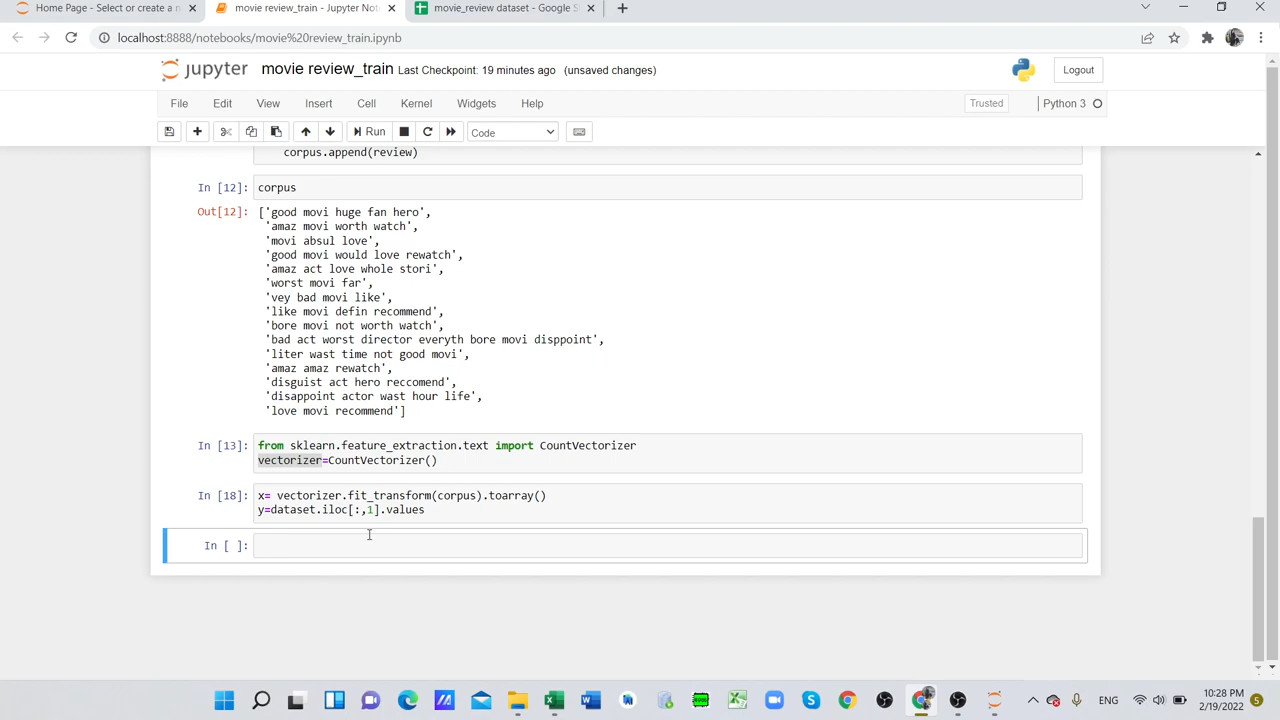 Home Page - Select or create a n
movie review_train - Jupyter Not
movie_review dataset - Google S
localhost:8888/notebooks/movie%20review_train.ipynb
jupyter movie review_train Last Checkpoint: 19 minutes ago (unsaved changes)
Logout
File Edit View Insert Cell Kernel Widgets Help
Trusted
Python 3
Run
Code
corpus.append(review)
In [12]: corpus
Out[12]: ['good movi huge fan hero',
'amaz movi worth watch',
'movi absul love',
'good movi would love rewatch',
'amaz act love whole stori',
'worst movi far',
'vey bad movi like',
'like movi defin recommend',
'bore movi not worth watch',
'bad act worst director everyth bore movi disppoint',
'liter wast time not good movi',
'amaz amaz rewatch',
'disguist act hero reccomend',
'disappoint actor wast hour life',
'love movi recommend']
In [13]: from sklearn.feature_extraction.text import CountVectorizer
vectorizer=CountVectorizer()
In [18]: x= vectorizer.fit_transform(corpus).toarray()
y=dataset.iloc[:,1].values
In [ ]:
ENG
10:28 PM
2/19/2022
5